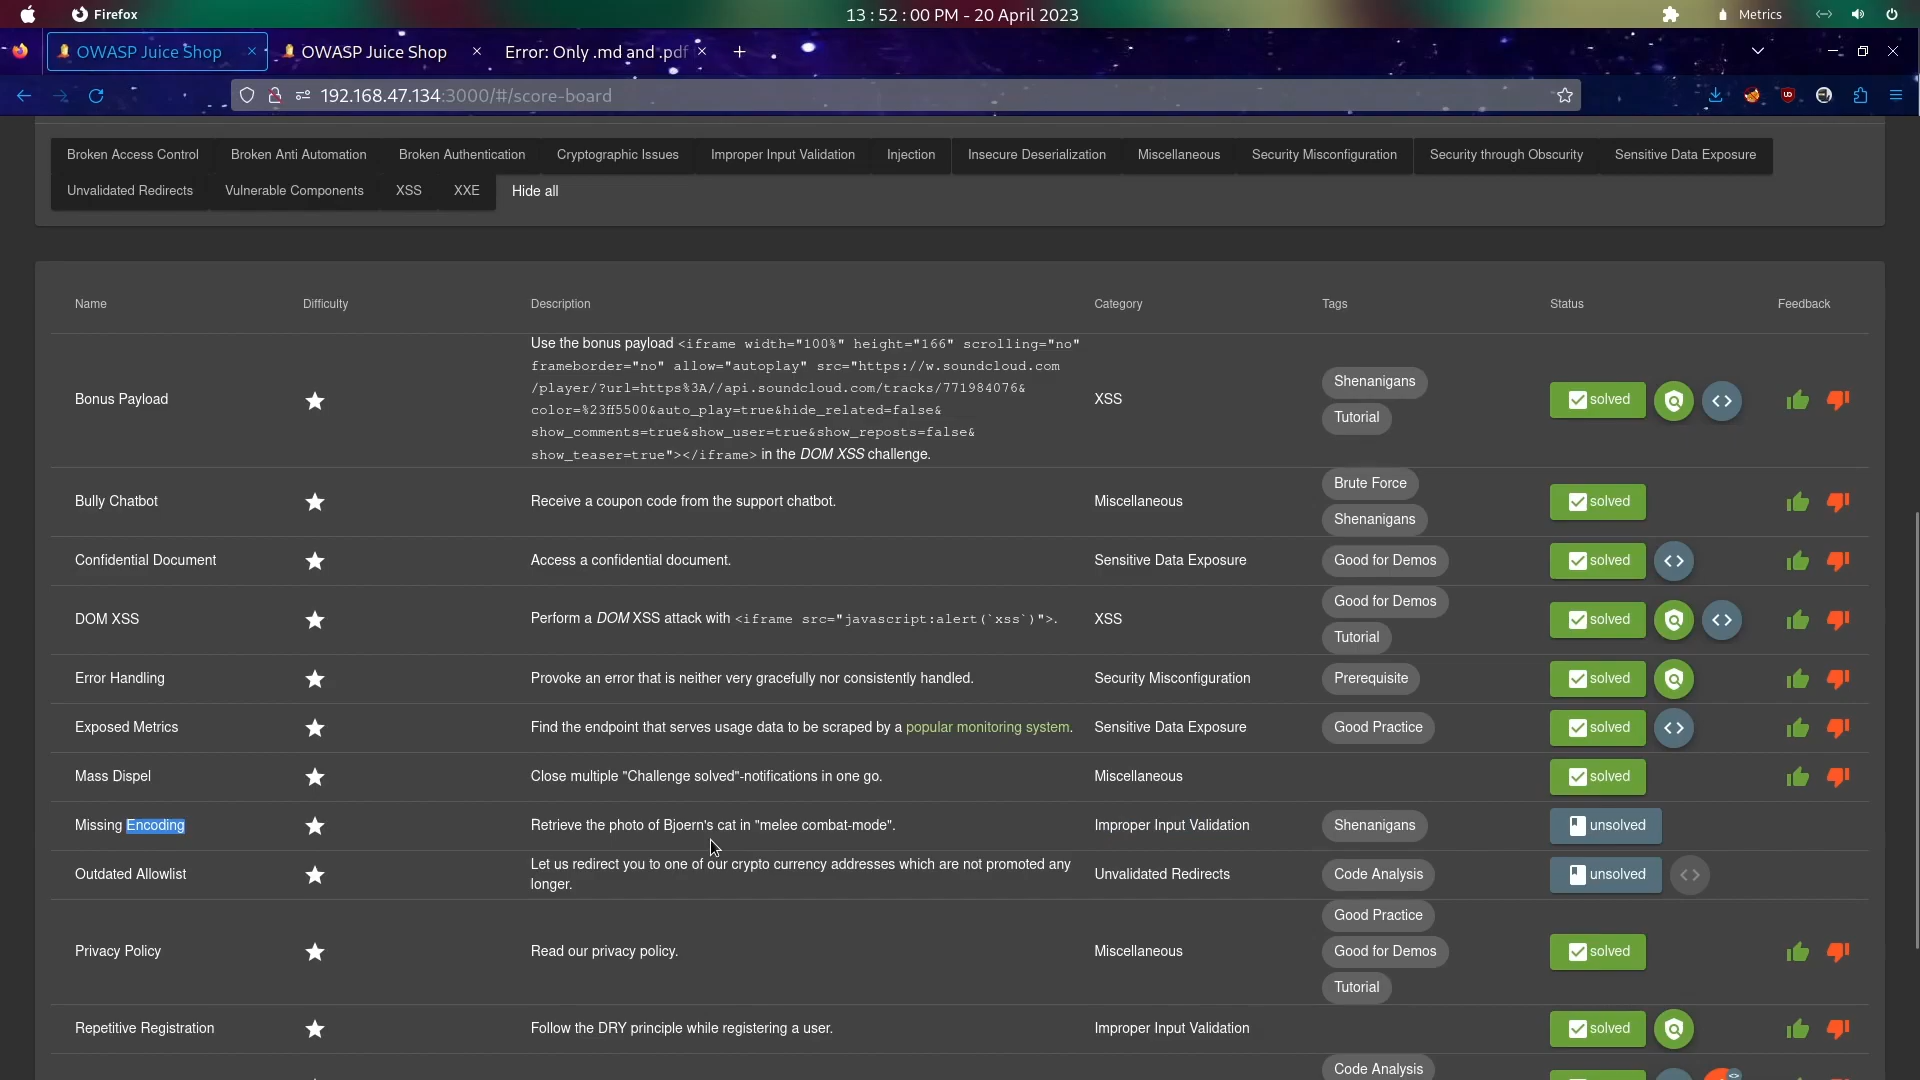 Firefox
13 : 52 : 00 PM - 20 April 2023
Metrics
OWASP Juice Shop
OWASP Juice Shop
Error: Only .md and .pdf
192.168.47.134:3000/#/score-board
Broken Access Control Broken Anti Automation Broken Authentication Cryptographic Issues Improper Input Validation Injection Insecure Deserialization Miscellaneous Security Misconfiguration Security through Obscurity Sensitive Data Exposure
Unvalidated Redirects Vulnerable Components XSS XXE Hide all
Name Difficulty Description Category Tags Status Feedback
Bonus Payload
Use the bonus payload <iframe width="100%" height="166" scrolling="no"
frameborder="no" allow="autoplay" src="https://w.soundcloud.com
/player/?url=https%3A//api.soundcloud.com/tracks/771984076&
color=%23ff5500&auto_play=true&hide_related=false&
show_comments=true&show_user=true&show_reposts=false&
show_teaser=true"></iframe> in the DOM XSS challenge.
XSS
Shenanigans
Tutorial
solved
Bully Chatbot
Receive a coupon code from the support chatbot.
Miscellaneous
Brute Force
Shenanigans
solved
Confidential Document
Access a confidential document.
Sensitive Data Exposure
Good for Demos
solved
DOM XSS
Perform a DOM XSS attack with <iframe src="javascript:alert(`xss`)">.
XSS
Good for Demos
Tutorial
solved
Error Handling
Provoke an error that is neither very gracefully nor consistently handled.
Security Misconfiguration
Prerequisite
solved
Exposed Metrics
Find the endpoint that serves usage data to be scraped by a popular monitoring system.
Sensitive Data Exposure
Good Practice
solved
Mass Dispel
Close multiple "Challenge solved"-notifications in one go.
Miscellaneous
solved
Missing Encoding
Retrieve the photo of Bjoern's cat in "melee combat-mode".
Improper Input Validation
Shenanigans
unsolved
Outdated Allowlist
Let us redirect you to one of our crypto currency addresses which are not promoted any
longer.
Unvalidated Redirects
Code Analysis
unsolved
Privacy Policy
Read our privacy policy.
Miscellaneous
Good Practice
Good for Demos
Tutorial
solved
Repetitive Registration
Follow the DRY principle while registering a user.
Improper Input Validation
solved
Code Analysis